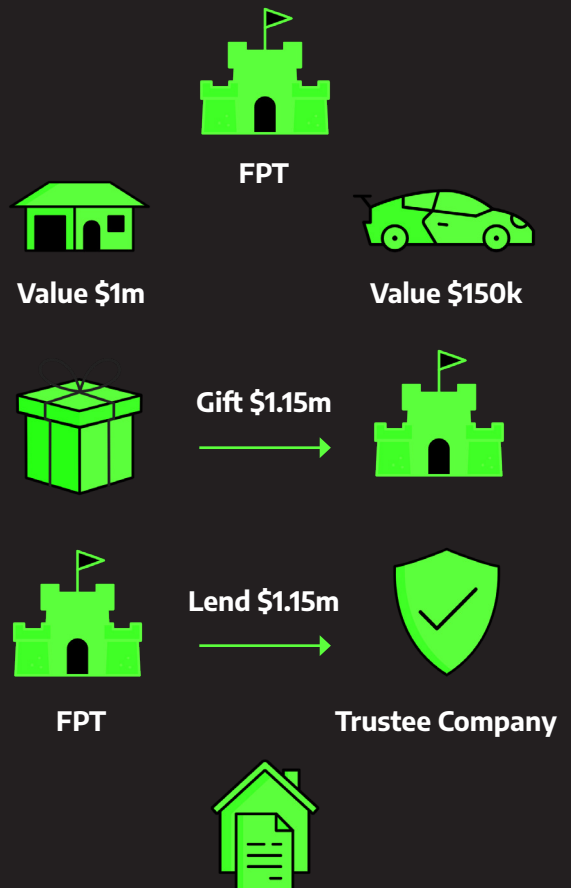 FPT
Value $1m
Value $150k
Gift $1.15m
Lend $1.15m
FPT
Trustee Company